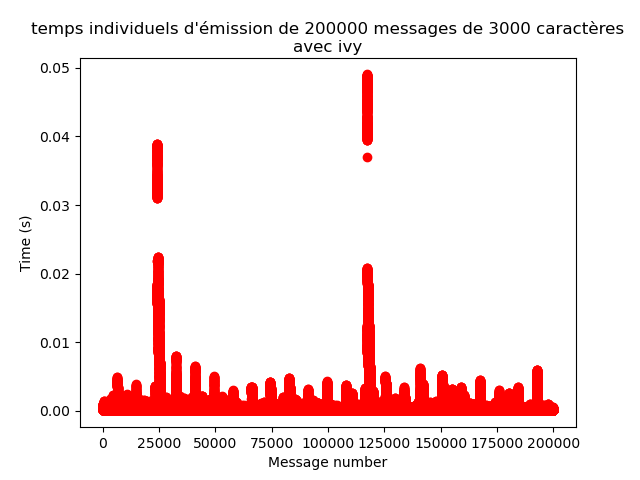 temps individuels d'émission de 200000 messages de 3000 caractères
avec ivy
0.05
0.04
0.03
0.02
0.01
0.00
Time (s)
0 25000 50000 75000 100000 125000 150000 175000 200000
Message number